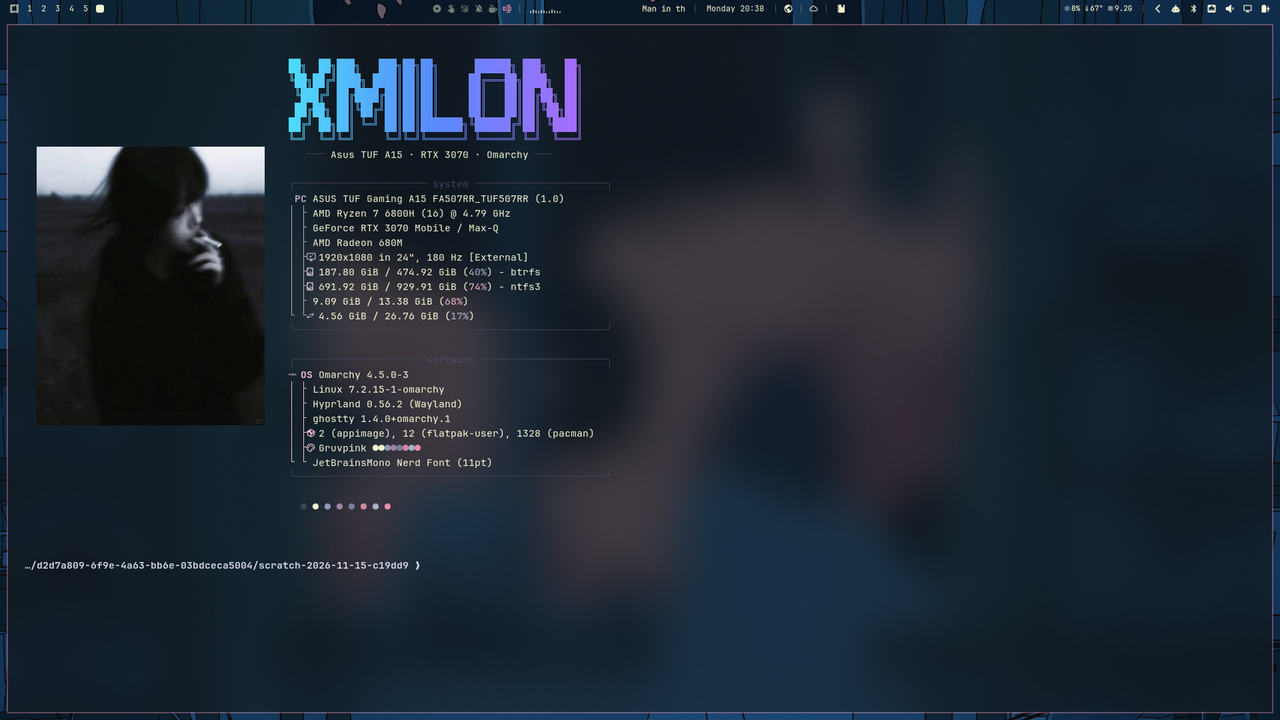 1 2 3 4 5
Man in th
Monday 20:38
8% 67° 9.2G
XMILON
Asus TUF A15 · RTX 3070 · Omarchy
system
PC ASUS TUF Gaming A15 FA507RR_TUF507RR (1.0)
AMD Ryzen 7 6800H (16) @ 4.79 GHz
GeForce RTX 3070 Mobile / Max-Q
AMD Radeon 680M
1920x1080 in 24", 180 Hz [External]
187.80 GiB / 474.92 GiB (40%) - btrfs
691.92 GiB / 929.91 GiB (74%) - ntfs3
9.09 GiB / 13.38 GiB (68%)
4.56 GiB / 26.76 GiB (17%)
software
OS Omarchy 4.5.0-3
Linux 7.2.15-1-omarchy
Hyprland 0.56.2 (Wayland)
ghostty 1.4.0+omarchy.1
2 (appimage), 12 (flatpak-user), 1328 (pacman)
Gruvpink
JetBrainsMono Nerd Font (11pt)
…/d2d7a809-6f9e-4a63-bb6e-03bdceca5004/scratch-2026-11-15-c19dd9 ❯